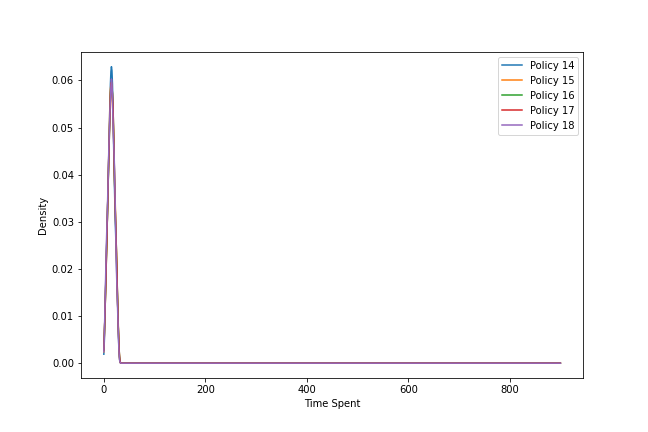 Policy 14
Policy 15
Policy 16
Policy 17
Policy 18
0.06
0.05
0.04
0.03
0.02
0.01
0.00
Density
0 200 400 600 800
Time Spent